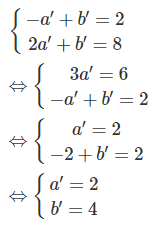 { −a′ + b′ = 2
2a′ + b′ = 8
⇔ { 3a′ = 6
−a′ + b′ = 2
⇔ { a′ = 2
−2 + b′ = 2
⇔ { a′ = 2
b′ = 4